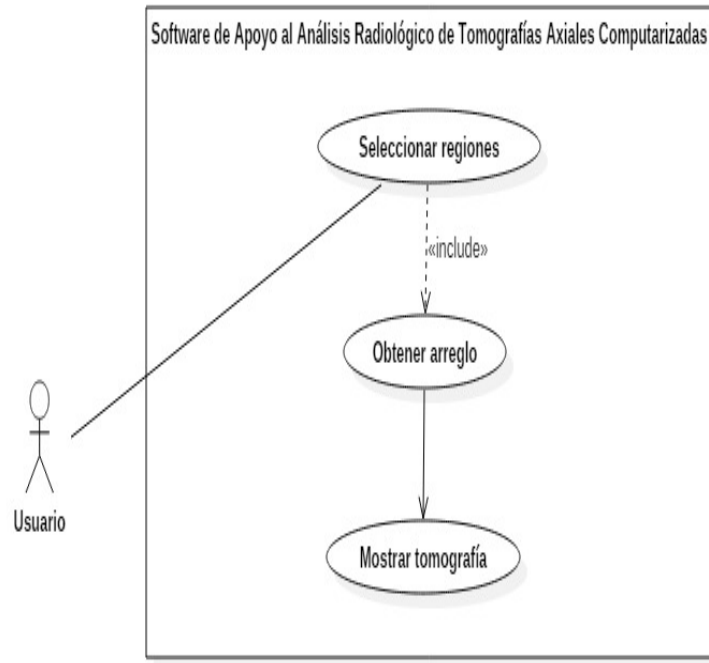 Software de Apoyo al Análisis Radiológico de Tomografías Axiales Computarizadas
Seleccionar regiones
«include»
Obtener arreglo
Usuario
Mostrar tomografía